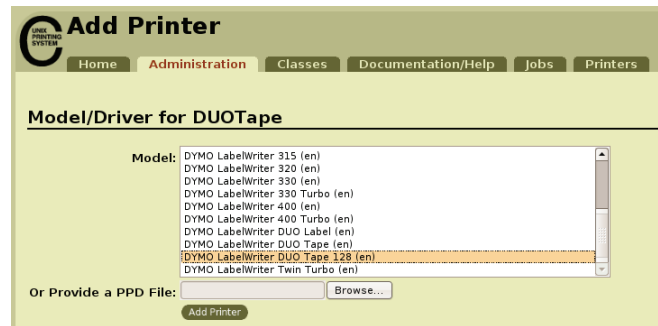 UNIX
PRINTING
SYSTEM
Add Printer
Home Administration Classes Documentation/Help Jobs Printers
Model/Driver for DUOTape
Model:
DYMO LabelWriter 315 (en)
DYMO LabelWriter 320 (en)
DYMO LabelWriter 330 (en)
DYMO LabelWriter 330 Turbo (en)
DYMO LabelWriter 400 (en)
DYMO LabelWriter 400 Turbo (en)
DYMO LabelWriter DUO Label (en)
DYMO LabelWriter DUO Tape (en)
DYMO LabelWriter DUO Tape 128 (en)
DYMO LabelWriter Twin Turbo (en)
Or Provide a PPD File: Browse...
Add Printer